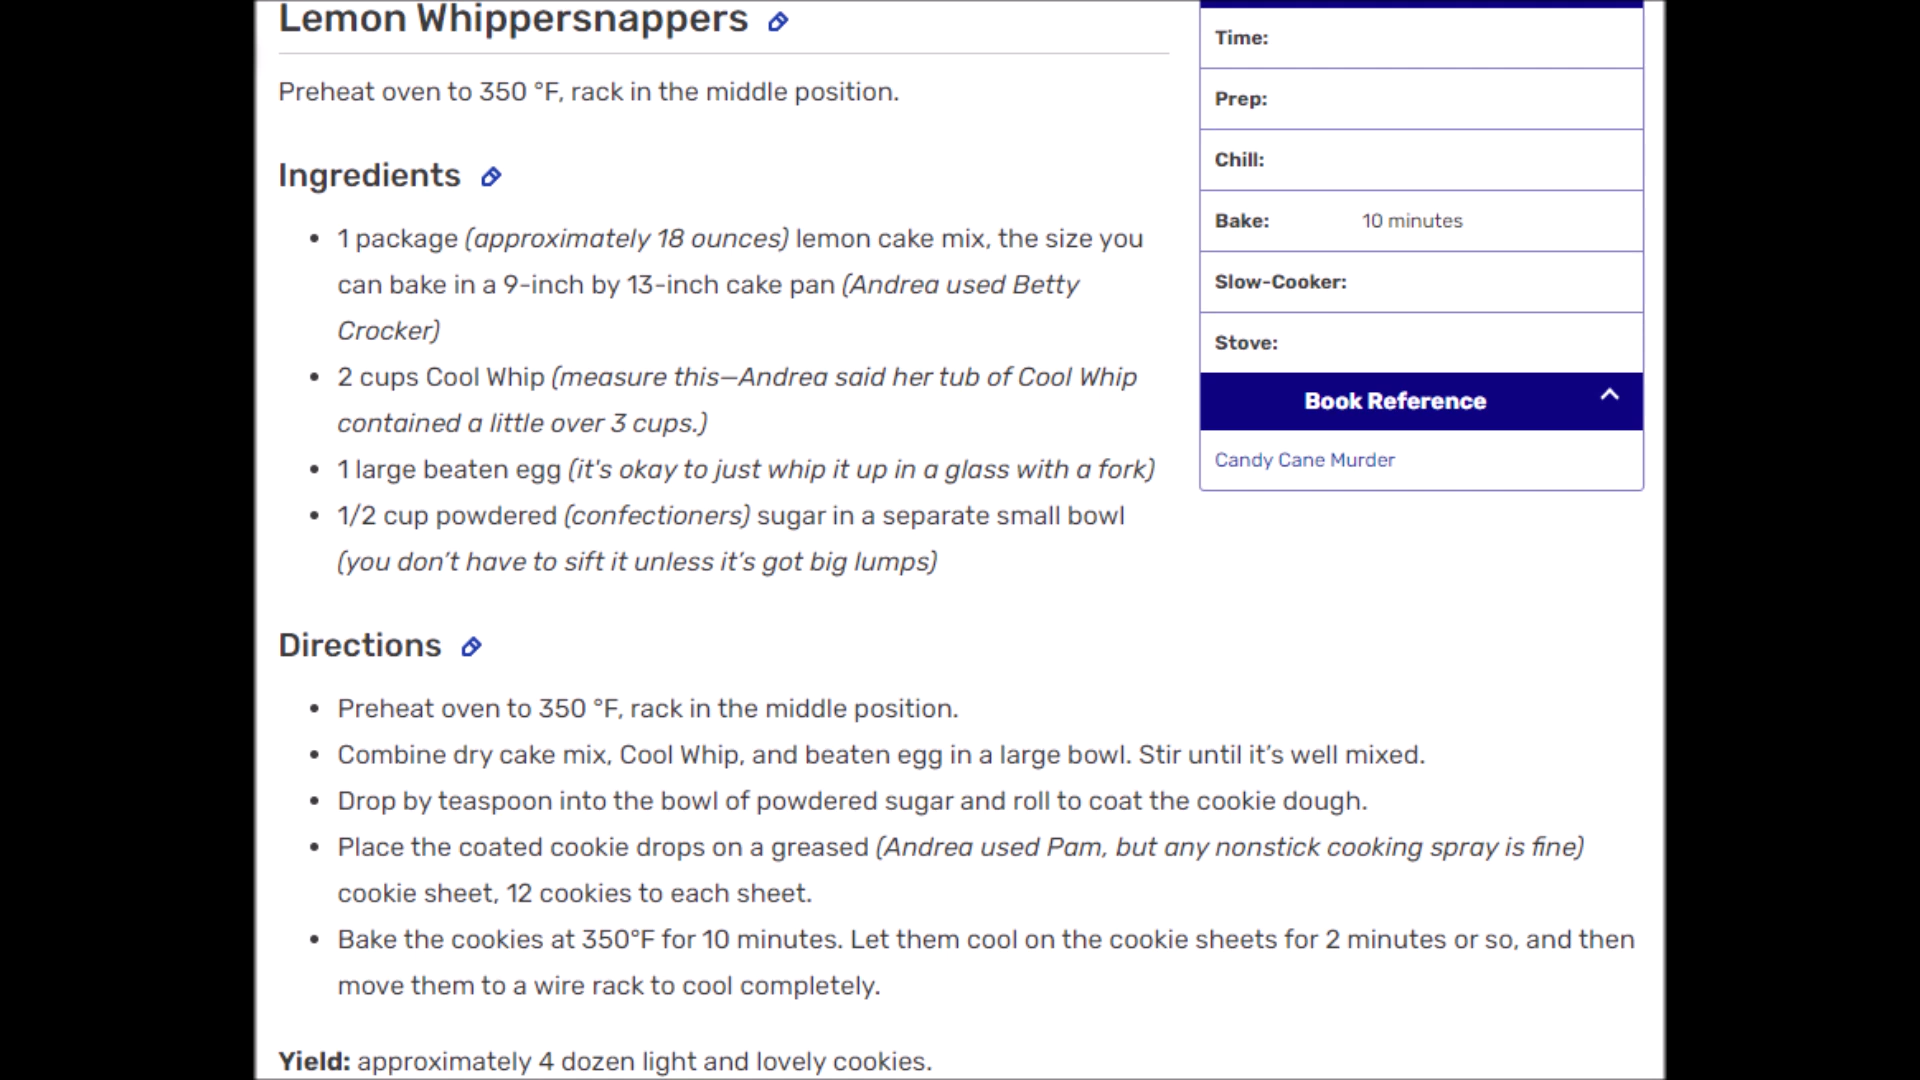 Lemon Whippersnappers
Preheat oven to 350 °F, rack in the middle position.
Ingredients
• 1 package (approximately 18 ounces) lemon cake mix, the size you
can bake in a 9-inch by 13-inch cake pan (Andrea used Betty
Crocker)
• 2 cups Cool Whip (measure this—Andrea said her tub of Cool Whip
contained a little over 3 cups.)
• 1 large beaten egg (it's okay to just whip it up in a glass with a fork)
• 1/2 cup powdered (confectioners) sugar in a separate small bowl
(you don’t have to sift it unless it’s got big lumps)
Directions
• Preheat oven to 350 °F, rack in the middle position.
• Combine dry cake mix, Cool Whip, and beaten egg in a large bowl. Stir until it’s well mixed.
• Drop by teaspoon into the bowl of powdered sugar and roll to coat the cookie dough.
• Place the coated cookie drops on a greased (Andrea used Pam, but any nonstick cooking spray is fine)
cookie sheet, 12 cookies to each sheet.
• Bake the cookies at 350°F for 10 minutes. Let them cool on the cookie sheets for 2 minutes or so, and then
move them to a wire rack to cool completely.
Yield: approximately 4 dozen light and lovely cookies.
Time:
Prep:
Chill:
Bake: 10 minutes
Slow-Cooker:
Stove:
Book Reference
Candy Cane Murder